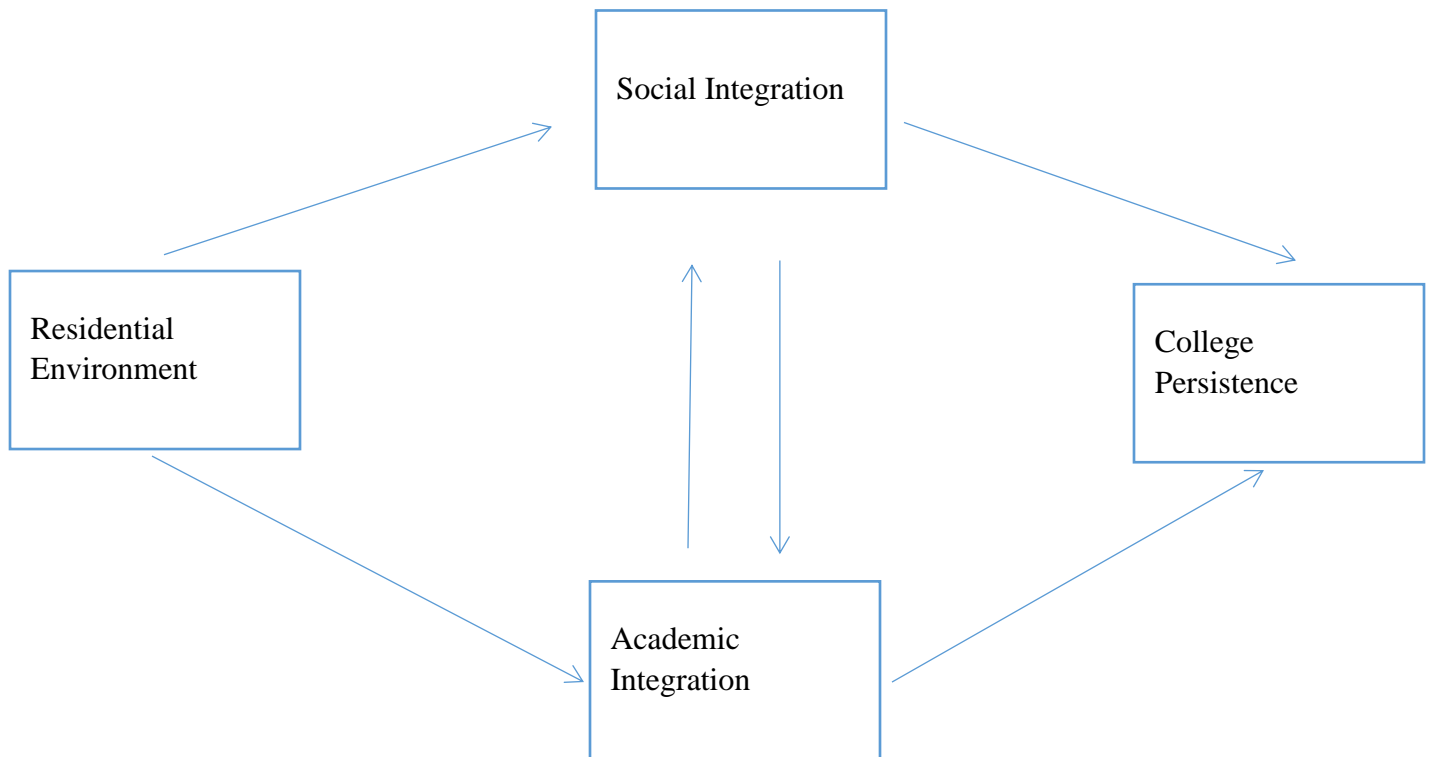 Social Integration
Residential
Environment
College
Persistence
Academic
Integration